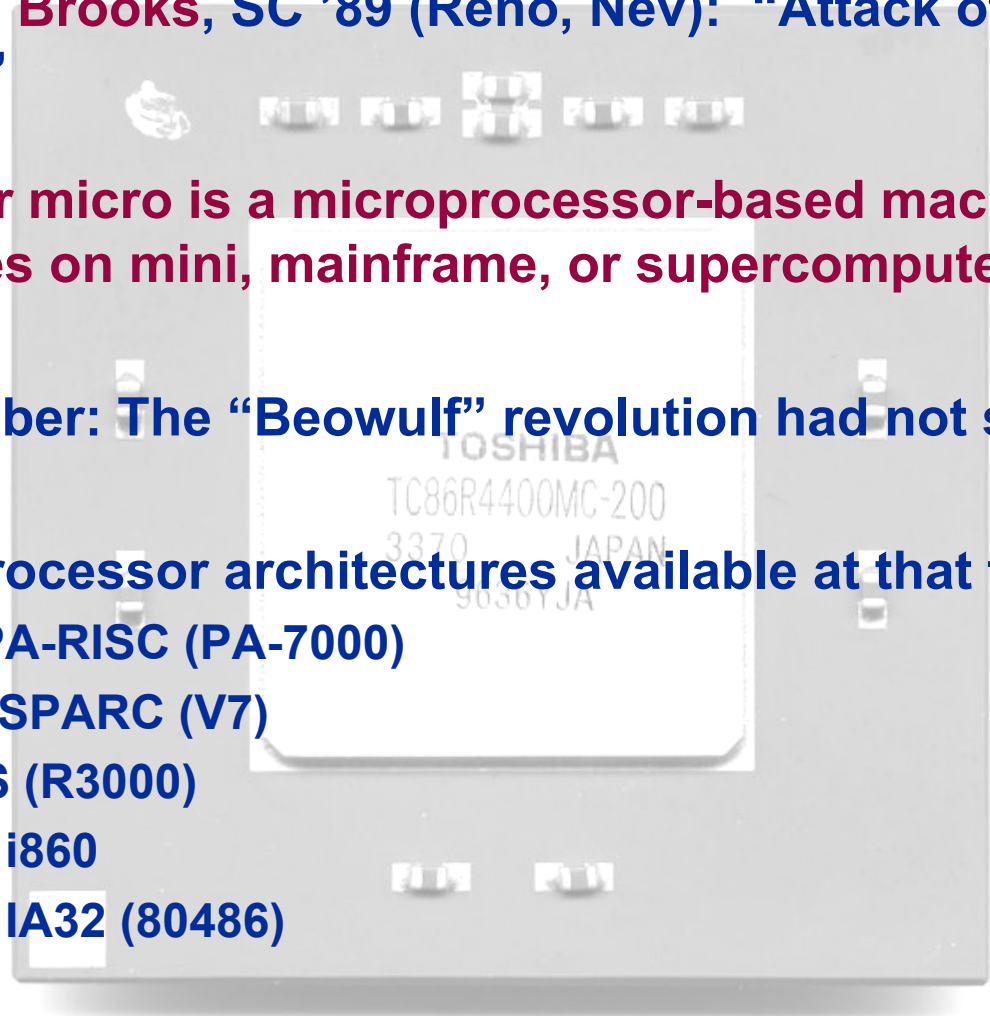 Brooks, SC ’89 (Reno, Nev): “Attack of
”
r micro is a microprocessor-based mac
es on mini, mainframe, or supercompute
ber: The “Beowulf” revolution had not s
TOSHIBA
TC86R4400MC-200
3370 JAPAN
rocessor architectures available at that t
9636YJA
PA-RISC (PA-7000)
SPARC (V7)
S (R3000)
i860
IA32 (80486)